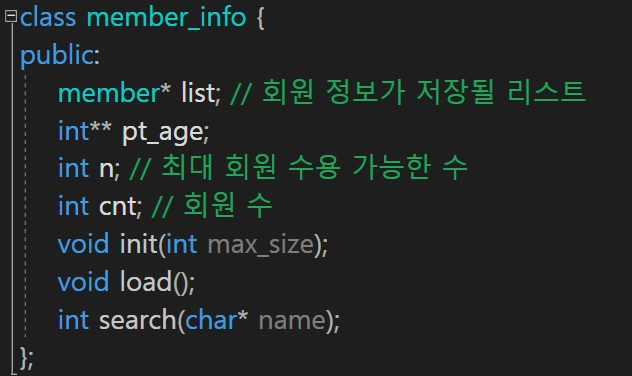 class member_info {
public:
member* list; // 회원 정보가 저장될 리스트
int** pt_age;
int n; // 최대 회원 수용 가능한 수
int cnt; // 회원 수
void init(int max_size);
void load();
int search(char* name);
};